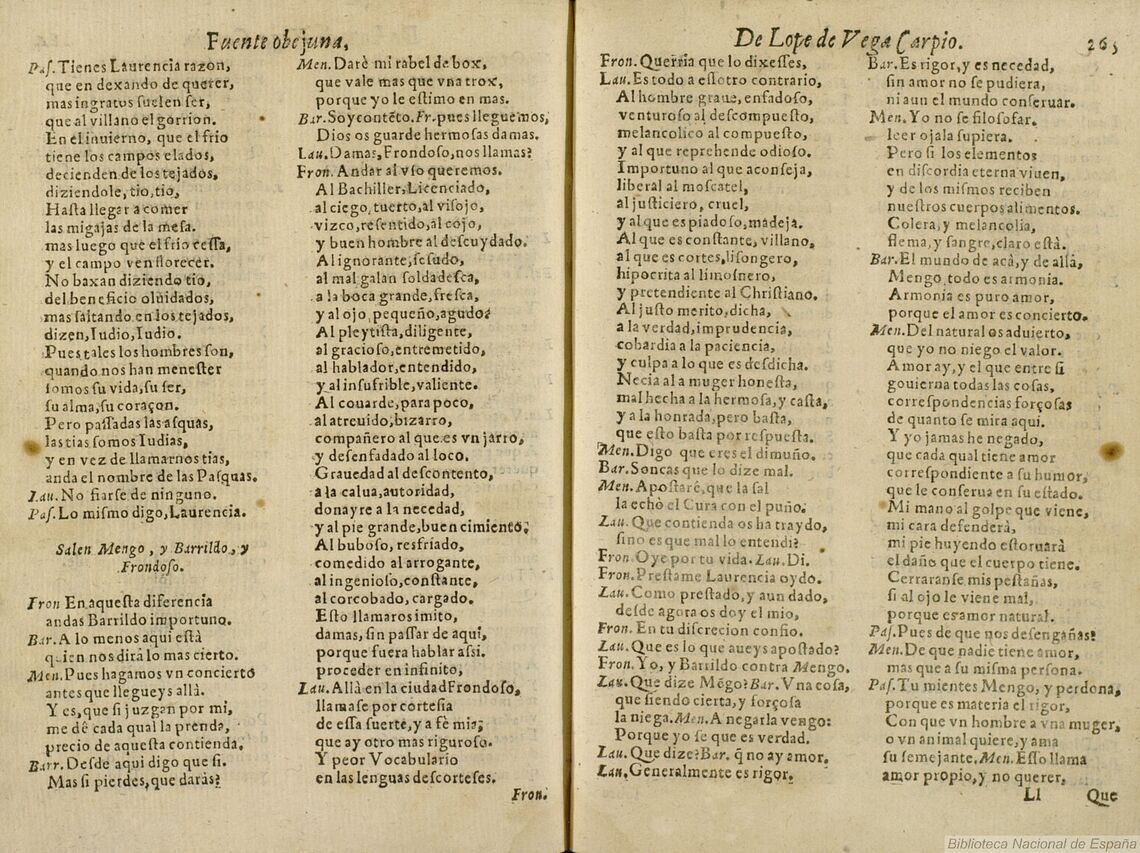 Fuente obejuna,
Pas. Tienes Laurencia razon,
que en dexando de querer,
mas ingratos suelen ser,
que al villano el gorrion.
En el inuierno, que el frio
tiene los campos elados,
decienden de los tejados,
diziendole, tio, tio,
Hasta llegar a comer
las migajas de la mesa.
mas luego que el frio cessa,
y el campo ven florecer.
No baxan diziendo tio,
del beneficio oluidados,
mas saltando en los tejados,
dizen, Iudio, Iudio.
Pues tales los hombres son,
quando nos han menester
somos su vida, su ser,
su alma, su coraçon.
Pero passadas las asquas,
las tias somos Iudias,
y en vez de llamarnos tias,
anda el nombre de las Pasquas.
Lau. No fiarse de ninguno.
Pas. Lo mismo digo, Laurencia.
Salen Mengo, y Barrildo, y
Frondoso.
Fron En aquesta diferencia
andas Barrildo importuno.
Bar. A lo menos aqui està
quien nos dirà lo mas cierto.
Men. Pues hagamos vn conciertõ
antes que llegueys allà.
Y es, que si juzgan por mi,
me dè cada qual la prenda,
precio de aquesta contienda.
Barr. Desde aqui digo que si.
Mas si pierdes, que daràs?
Men. Darè mi rabel de box,
que vale mas que vna trox,
porque yo le estimo en mas.
Bar. Soy contẽto. Fr. pues lleguemos,
Dios os guarde hermosas damas.
Lau. Damas, Frondoso, nos llamas?
Fron. Andar al vso queremos.
Al Bachiller, Licenciado,
al ciego, tuerto, al visojo,
vizco, resentido, al cojo,
y buen hombre al descuydado.
Al ignorante, sesudo,
al mal galan soldadesca,
a la boca grande, fresca,
y al ojo pequeño, agudo:
Al pleytista, diligente,
al gracioso, entremetido,
al hablador, entendido,
y al insufrible, valiente.
Al couarde, para poco,
al atreuido, bizarro,
compañero al que es vn jarro,
y desenfadado al loco.
Grauedad al descontento,
a la calua, autoridad,
donayre a la necedad,
y al pie grande, buen cimiento;
Al buboso, resfriado,
comedido al arrogante,
al ingenioso, constante,
al corcobado, cargado.
Esto llamaros imito,
damas, sin passar de aqui,
porque fuera hablar assi.
proceder en infinito,
Lau. Allà en la ciudad Frondoso,
llamase por cortesia
de essa suerte, y a fè mia;
que ay otro mas riguroso.
Y peor Vocabulario
en las lenguas descorteses.
Fron.
De Lope de Vega Carpio.
265
Fron. Querria que lo dixesses,
Lau. Es todo a essotro contrario,
Al hombre graue, enfadoso,
venturoso al descompuesto,
melancolico al compuesto,
y al que reprehende odioso.
Importuno al que aconseja,
liberal al moscatel,
al justiciero, cruel,
y al que es piadoso, madeja.
Al que es constante, villano,
al que es cortes, lisongero,
hipocrita al limosnero,
y pretendiente al Christiano.
Al justo merito, dicha,
a la verdad, imprudencia,
cobardia a la paciencia,
y culpa a lo que es desdicha.
Necia al a muger honesta,
mal hecha a la hermosa, y casta,
y a la honrada, pero basta,
que esto basta por respuesta.
Men. Digo que eres el dimuño.
Bar. Soncas que lo dize mal.
Men. Apostarè, que la sal
la echò el Cura con el puño.
Lau. Que contienda os ha traydo,
sino es que mal lo entendi?
Fron. Oye por tu vida. Lau. Di.
Fron. Prestame Laurencia oydo.
Lau. Como prestado, y aun dado,
desde agora os doy el mio,
Fron. En tu discrecion confio.
Lau. Que es lo que aueys apostado?
Fron. Yo, y Barrildo contra Mengo.
Lau. Que dize Mẽgo? Bar. Vna cosa,
que siendo cierta, y forçosa
la niega. Men. A negarla vengo:
Porque yo se que es verdad.
Lau. Que dize? Bar. q̃ no ay amor.
Lau. Generalmente es rigor.
Bar. Es rigor, y es necedad,
sin amor no se pudiera,
ni aun el mundo conseruar.
Men. Yo no se filosofar.
leer ojala supiera.
Pero si los elementos
en discordia eterna viuen,
y de los mismos reciben
nuestros cuerpos alimentos.
Colera, y melancolia,
flema, y sangre, claro està.
Bar. El mundo de acà, y de allà,
Mengo, todo es armonia.
Armonia es puro amor,
porque el amor es concierto.
Men. Del natural os aduierto,
que yo no niego el valor.
Amor ay, y el que entre si
gouierna todas las cosas,
correspondencias forçosas
de quanto se mira aqui.
Y yo jamas he negado,
que cada qual tiene amor
correspondiente a su humor,
que le conserua en su estado.
Mi mano al golpe que viene,
mi cara defenderà,
mi pie huyendo estoruarà
el daño que el cuerpo tiene.
Cerraranse mis pestañas,
si al ojo le viene mal,
porque es amor natural.
Pas. Pues de que nos desengañas?
Men. De que nadie tiene amor,
mas que a su misma persona.
Pas. Tu mientes Mengo, y perdona,
porque es materia el rigor,
Con que vn hombre a vna muger,
o vn animal quiere, y ama
su semejante. Men. Esso llama
amor propio, y no querer.
Ll
Que
Biblioteca Nacional de España